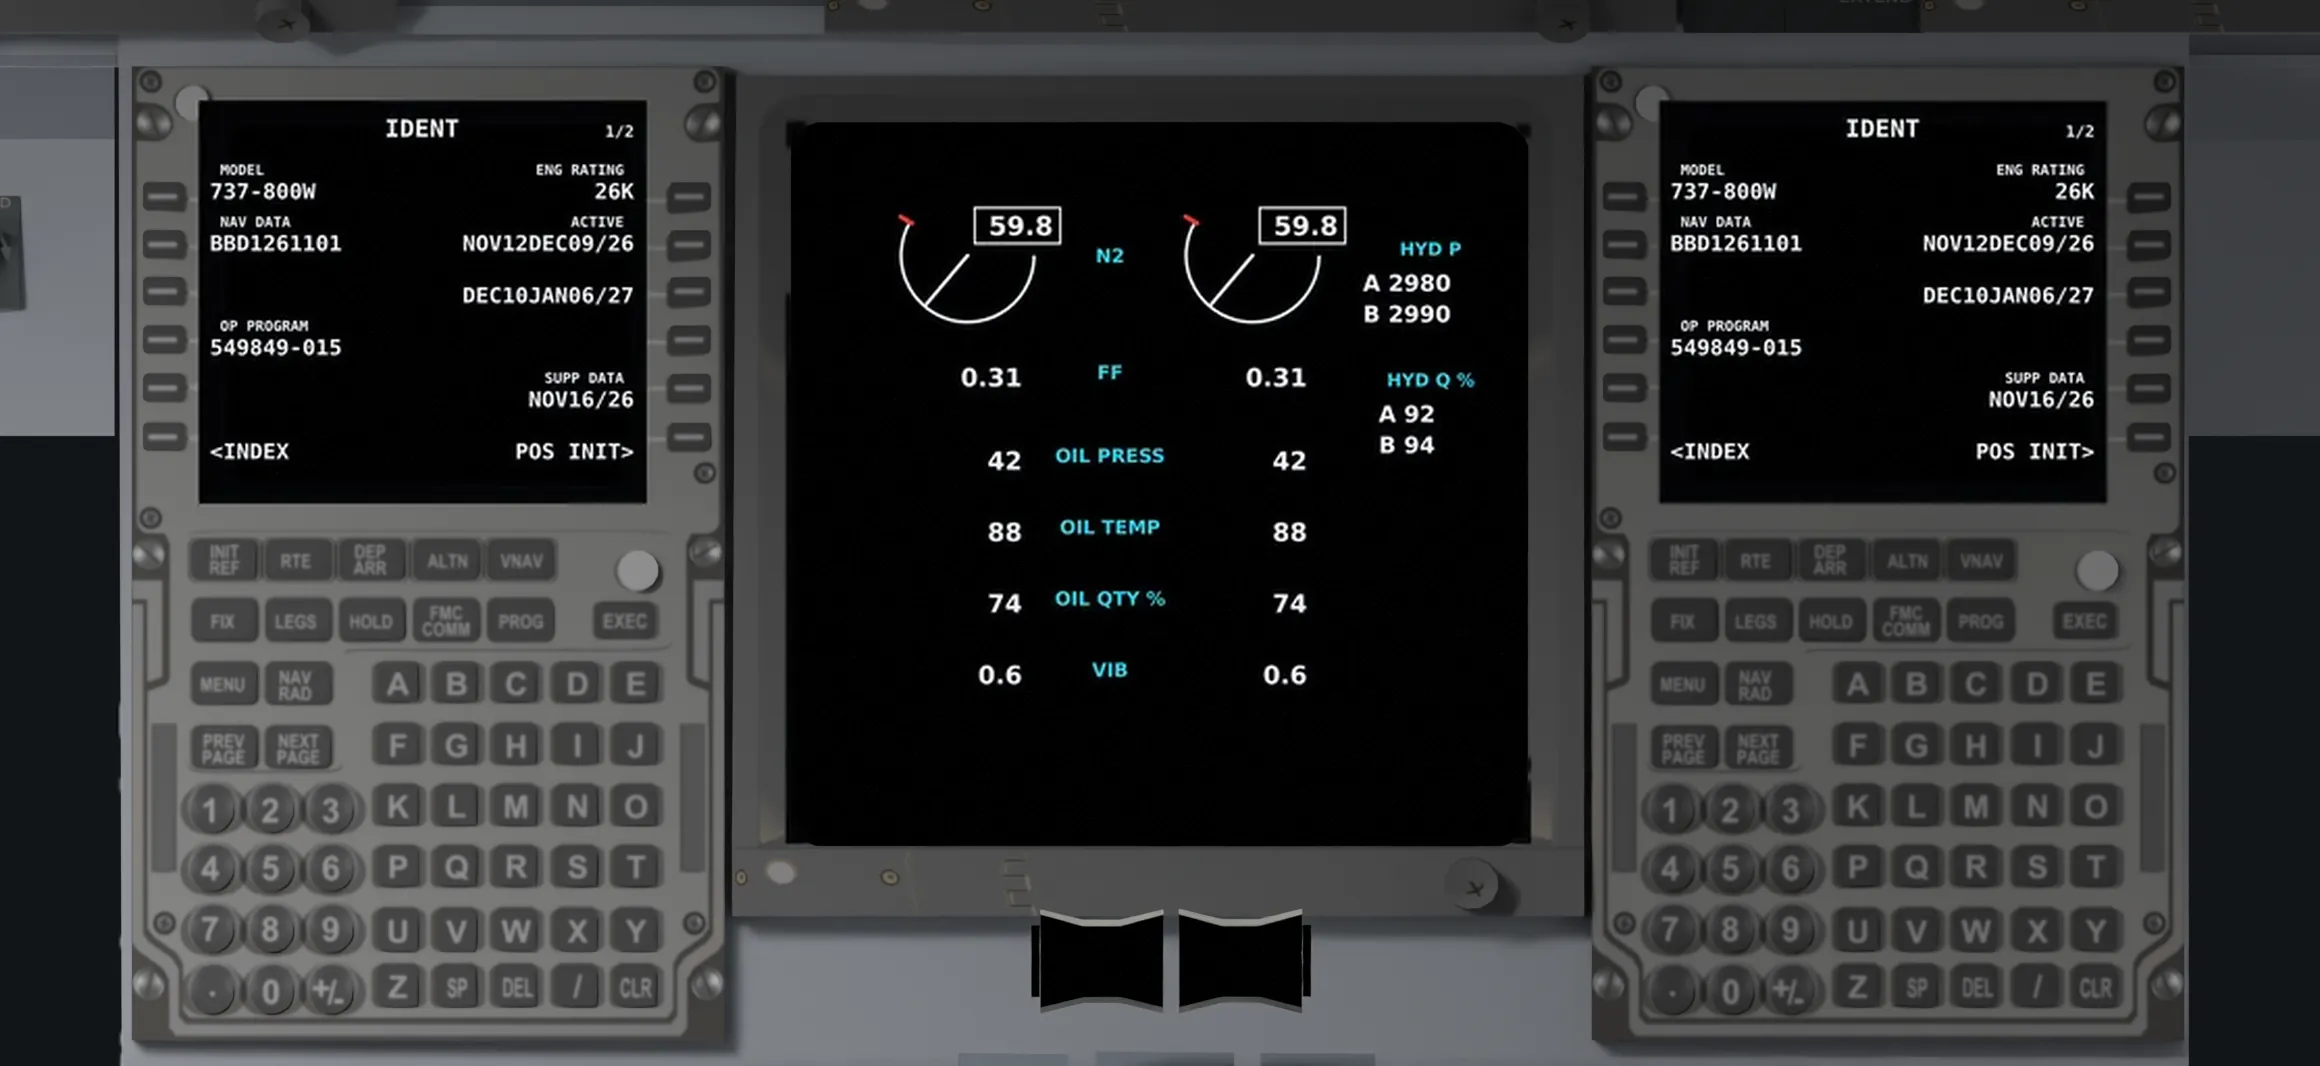 IDENT 1/2
MODEL ENG RATING
737-800W 26K
NAV DATA ACTIVE
BBD1261101 NOV12DEC09/26
DEC10JAN06/27
OP PROGRAM
549849-015
SUPP DATA
NOV16/26
<INDEX POS INIT>
INIT REF RTE DEP ARR ALTN VNAV
FIX LEGS HOLD FMC COMM PROG EXEC
MENU NAV RAD A B C D E
PREV PAGE NEXT PAGE F G H I J
1 2 3 K L M N O
4 5 6 P Q R S T
7 8 9 U V W X Y
. 0 +/- Z SP DEL / CLR
59.8 N2 59.8
0.31 FF 0.31
42 OIL PRESS 42
88 OIL TEMP 88
74 OIL QTY % 74
0.6 VIB 0.6
HYD P
A 2980
B 2990
HYD Q %
A 92
B 94
IDENT 1/2
MODEL ENG RATING
737-800W 26K
NAV DATA ACTIVE
BBD1261101 NOV12DEC09/26
DEC10JAN06/27
OP PROGRAM
549849-015
SUPP DATA
NOV16/26
<INDEX POS INIT>
INIT REF RTE DEP ARR ALTN VNAV
FIX LEGS HOLD FMC COMM PROG EXEC
MENU NAV RAD A B C D E
PREV PAGE NEXT PAGE F G H I J
1 2 3 K L M N O
4 5 6 P Q R S T
7 8 9 U V W X Y
. 0 +/- Z SP DEL / CLR